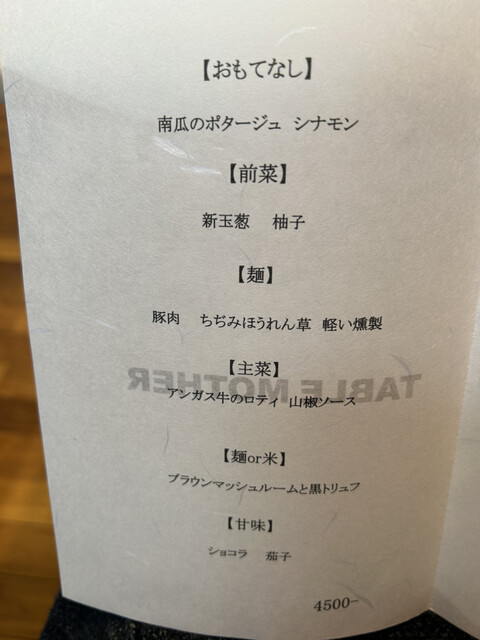 【おもてなし】
南瓜のポタージュ シナモン
【前菜】
新玉葱 柚子
【麺】
豚肉 ちぢみほうれん草 軽い燻製
【主菜】
TABLE MOTHER
アンガス牛のロティ 山椒ソース
【麺or米】
ブラウンマッシュルームと黒トリュフ
【甘味】
ショコラ 茄子
4500-